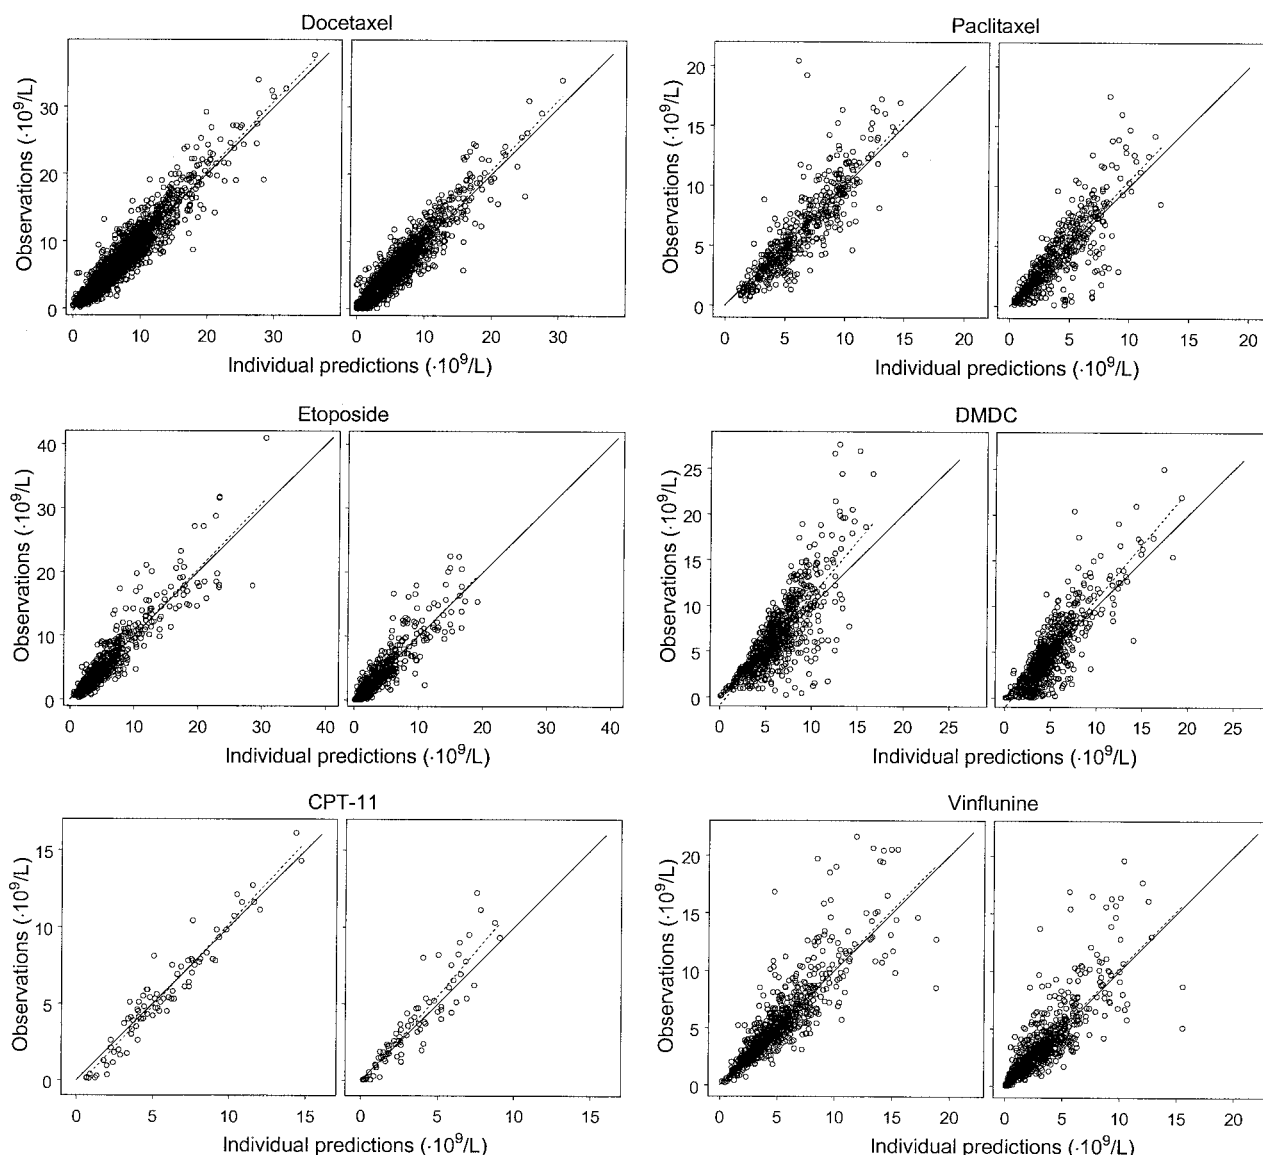 Docetaxel
Observations (·10⁹/L)
30
20
10
0
0 10 20 30 0 10 20 30
Individual predictions (·10⁹/L)
Paclitaxel
Observations (·10⁹/L)
20
15
10
5
0
0 5 10 15 20 0 5 10 15 20
Individual predictions (·10⁹/L)
Etoposide
Observations (·10⁹/L)
40
30
20
10
0
0 10 20 30 40 0 10 20 30 40
Individual predictions (·10⁹/L)
DMDC
Observations (·10⁹/L)
25
20
15
10
5
0
0 5 10 15 20 25 0 5 10 15 20 25
Individual predictions (·10⁹/L)
CPT-11
Observations (·10⁹/L)
15
10
5
0
0 5 10 15 0 5 10 15
Individual predictions (·10⁹/L)
Vinflunine
Observations (·10⁹/L)
20
15
10
5
0
0 5 10 15 20 0 5 10 15 20
Individual predictions (·10⁹/L)